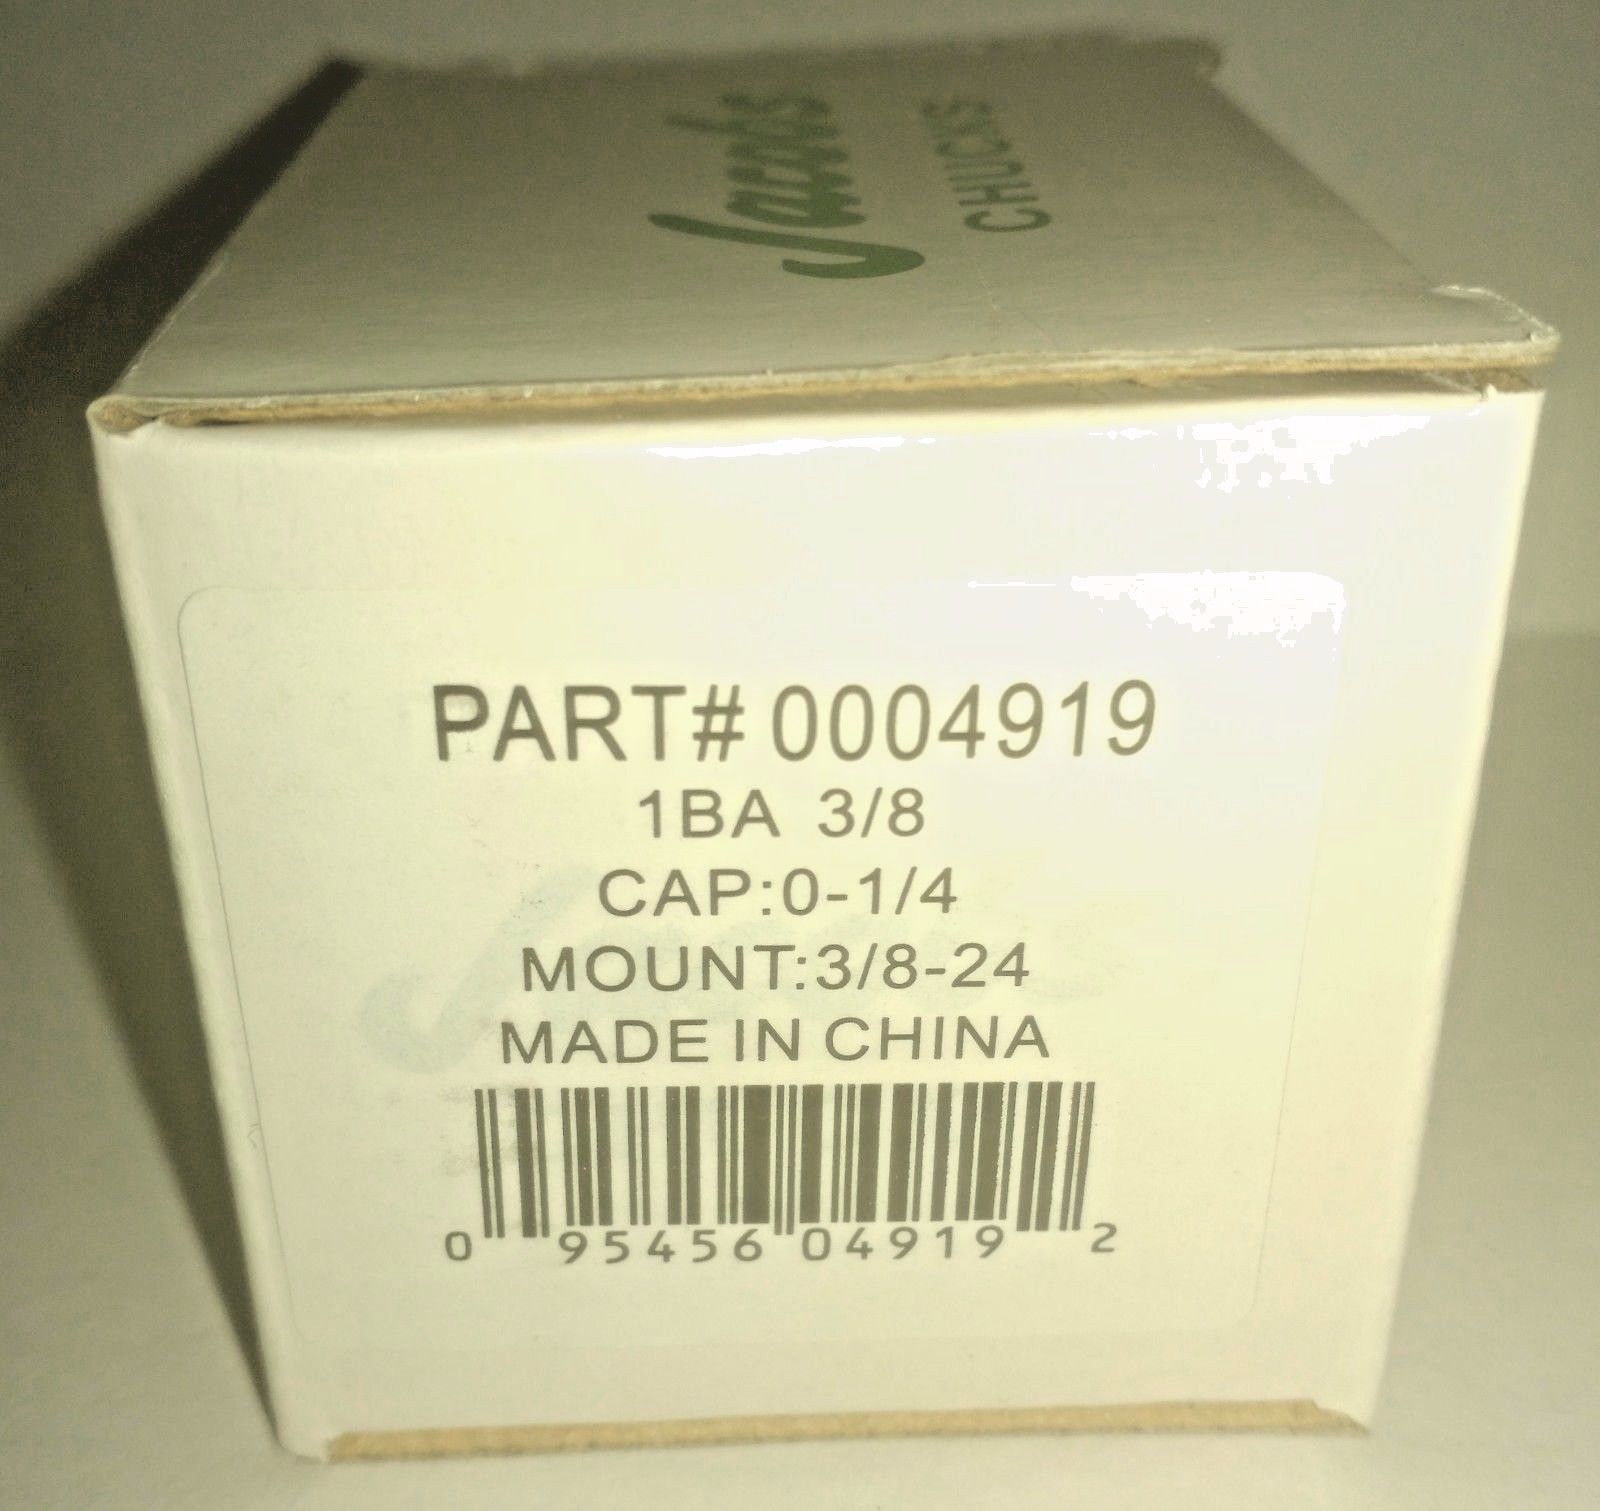 Jacobs
CHUCKS
PART# 0004919
1BA 3/8
CAP:0-1/4
MOUNT:3/8-24
MADE IN CHINA
0 95456 04919 2